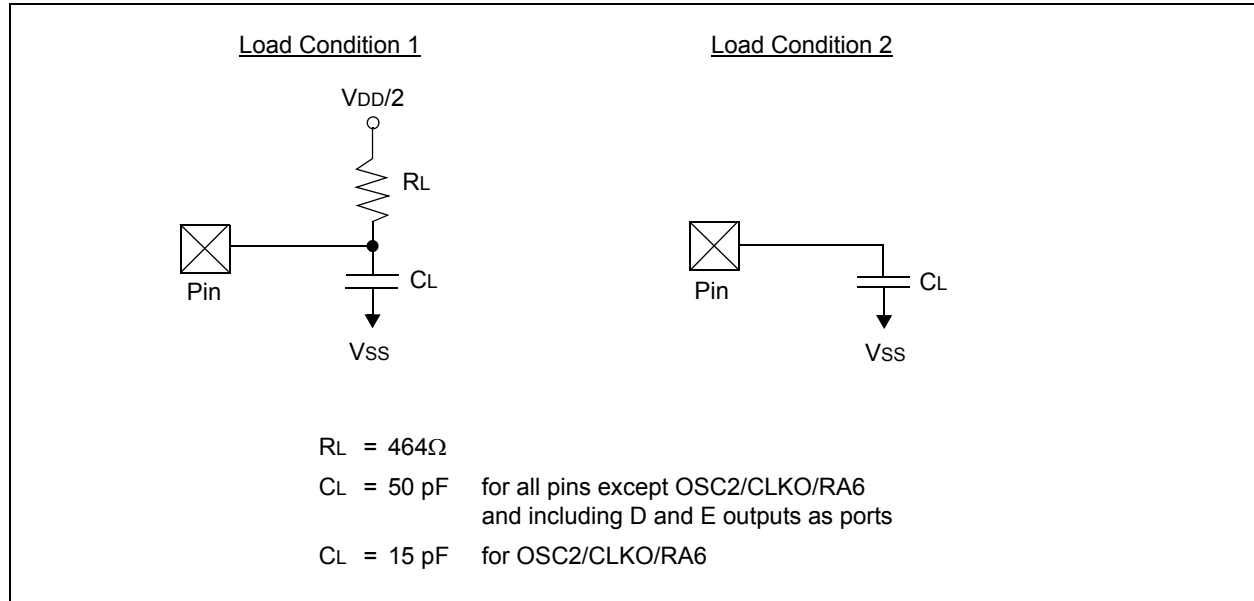 Load Condition 1
Load Condition 2
VDD/2
RL
Pin
CL
VSS
Pin
CL
VSS
RL = 464Ω
CL = 50 pF for all pins except OSC2/CLKO/RA6
and including D and E outputs as ports
CL = 15 pF for OSC2/CLKO/RA6